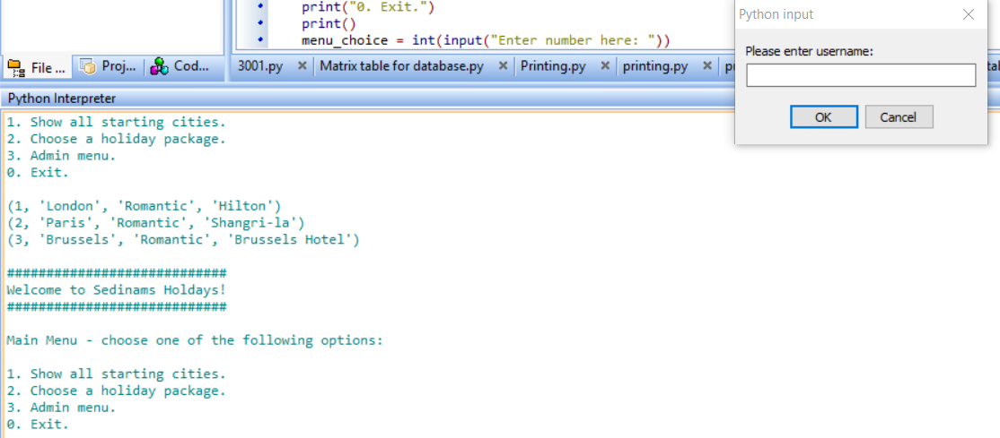 print("0. Exit.")
print()
menu_choice = int(input("Enter number here: "))
File ...
Proj...
Cod...
3001.py
Matrix table for database.py
Printing.py
printing.py
Python Interpreter
1. Show all starting cities.
2. Choose a holiday package.
3. Admin menu.
0. Exit.
(1, 'London', 'Romantic', 'Hilton')
(2, 'Paris', 'Romantic', 'Shangri-la')
(3, 'Brussels', 'Romantic', 'Brussels Hotel')
############################
Welcome to Sedinams Holdays!
############################
Main Menu - choose one of the following options:
1. Show all starting cities.
2. Choose a holiday package.
3. Admin menu.
0. Exit.
Python input
Please enter username:
OK
Cancel